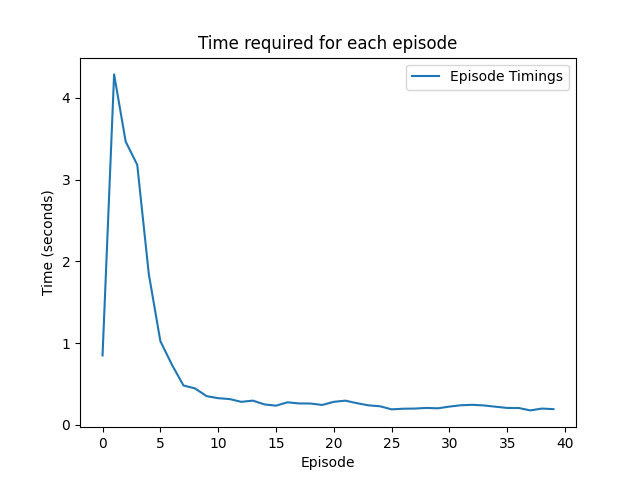 Time required for each episode
Episode Timings
Time (seconds)
4
3
2
1
0
0 5 10 15 20 25 30 35 40
Episode